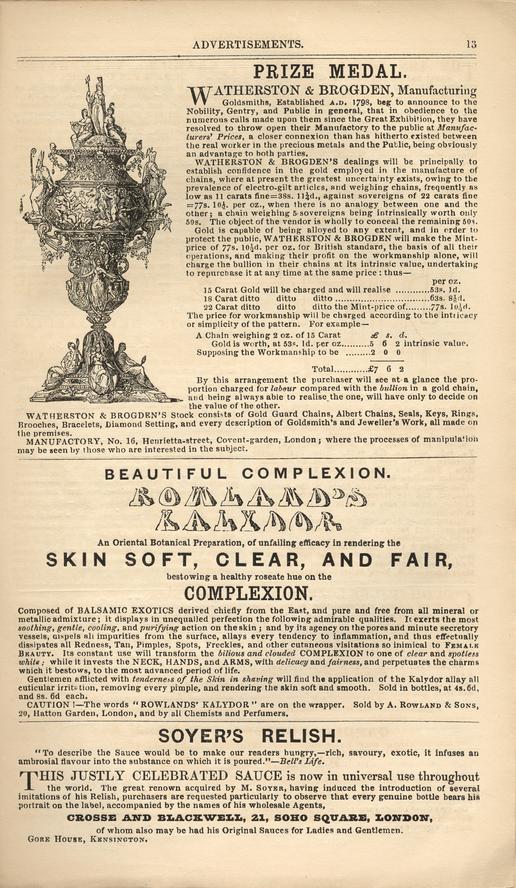 ADVERTISEMENTS. 13
PRIZE MEDAL.
WATHERSTON & BROGDEN, Manufacturing
Goldsmiths, Established A.D. 1798, beg to announce to the
Nobility, Gentry, and Public in general, that in obedience to the
numerous calls made upon them since the Great Exhibition, they have
resolved to throw open their Manufactory to the public at Manufac-
turers' Prices, a closer connexion than has hitherto existed between
the real worker in the precious metals and the Public, being obviously
an advantage to both parties.
WATHERSTON & BROGDEN'S dealings will be principally to
establish confidence in the gold employed in the manufacture of
chains, where at present the greatest uncertainty exists, owing to the
prevalence of electro-gilt articles, and weighing chains, frequently as
low as 11 carats fine=38s. 11½d., against sovereigns of 22 carats fine
=77s. 10½. per oz., when there is no analogy between one and the
other; a chain weighing 5 sovereigns being intrinsically worth only
50s. The object of the vendor is wholly to conceal the remaining 50s.
Gold is capable of being alloyed to any extent, and in order to
protect the public, WATHERSTON & BROGDEN will make the Mint-
price of 77s. 10½d. per oz. for British standard, the basis of all their
operations, and making their profit on the workmanship alone, will
charge the bullion in their chains at its intrinsic value, undertaking
to repurchase it at any time at the same price: thus—
per oz.
15 Carat Gold will be charged and will realise ............53s. 1d.
18 Carat ditto ditto ditto ........................63s. 8½d.
22 Carat ditto ditto ditto the Mint-price of........77s. 10½d.
The price for workmanship will be charged according to the intricacy
or simplicity of the pattern. For example—
A Chain weighing 2 oz. of 15 Carat £ s. d.
Gold is worth, at 53s. 1d. per oz........5 6 2 intrinsic value.
Supposing the Workmanship to be .........2 0 0
Total...........£7 6 2
By this arrangement the purchaser will see at a glance the pro-
portion charged for labour compared with the bullion in a gold chain,
and being always able to realise the one, will have only to decide on
the value of the other.
WATHERSTON & BROGDEN'S Stock consists of Gold Guard Chains, Albert Chains, Seals, Keys, Rings,
Brooches, Bracelets, Diamond Setting, and every description of Goldsmith's and Jeweller's Work, all made on
the premises.
MANUFACTORY, No. 16, Henrietta-street, Covent-garden, London; where the processes of manipulation
may be seen by those who are interested in the subject.
BEAUTIFUL COMPLEXION.
ROWLAND'S
KALYDOR,
An Oriental Botanical Preparation, of unfailing efficacy in rendering the
SKIN SOFT, CLEAR, AND FAIR,
bestowing a healthy roseate hue on the
COMPLEXION.
Composed of BALSAMIC EXOTICS derived chiefly from the East, and pure and free from all mineral or
metallic admixture; it displays in unequalled perfection the following admirable qualities. It exerts the most
soothing, gentle, cooling, and purifying action on the skin; and by its agency on the pores and minute secretory
vessels, dispels all impurities from the surface, allays every tendency to inflammation, and thus effectually
dissipates all Redness, Tan, Pimples, Spots, Freckles, and other cutaneous visitations so inimical to FEMALE
BEAUTY. Its constant use will transform the bilious and clouded COMPLEXION to one of clear and spotless
white; while it invests the NECK, HANDS, and ARMS, with delicacy and fairness, and perpetuates the charms
which it bestows, to the most advanced period of life.
Gentlemen afflicted with tenderness of the Skin in shaving will find the application of the Kalydor allay all
cuticular irritation, removing every pimple, and rendering the skin soft and smooth. Sold in bottles, at 4s. 6d,
and 8s. 6d each.
CAUTION!—The words "ROWLANDS' KALYDOR" are on the wrapper. Sold by A. ROWLAND & SONS,
20, Hatton Garden, London, and by all Chemists and Perfumers.
SOYER'S RELISH.
"To describe the Sauce would be to make our readers hungry,—rich, savoury, exotic, it infuses an
ambrosial flavour into the substance on which it is poured."—Bell's Life.
THIS JUSTLY CELEBRATED SAUCE is now in universal use throughout
the world. The great renown acquired by M. SOYER, having induced the introduction of several
imitations of his Relish, purchasers are requested particularly to observe that every genuine bottle bears his
portrait on the label, accompanied by the names of his wholesale Agents,
CROSSE AND BLACKWELL, 21, SOHO SQUARE, LONDON,
of whom also may be had his Original Sauces for Ladies and Gentlemen.
GORE HOUSE, KENSINGTON.